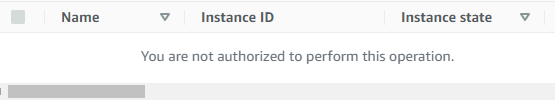 Name Instance ID Instance state
You are not authorized to perform this operation.